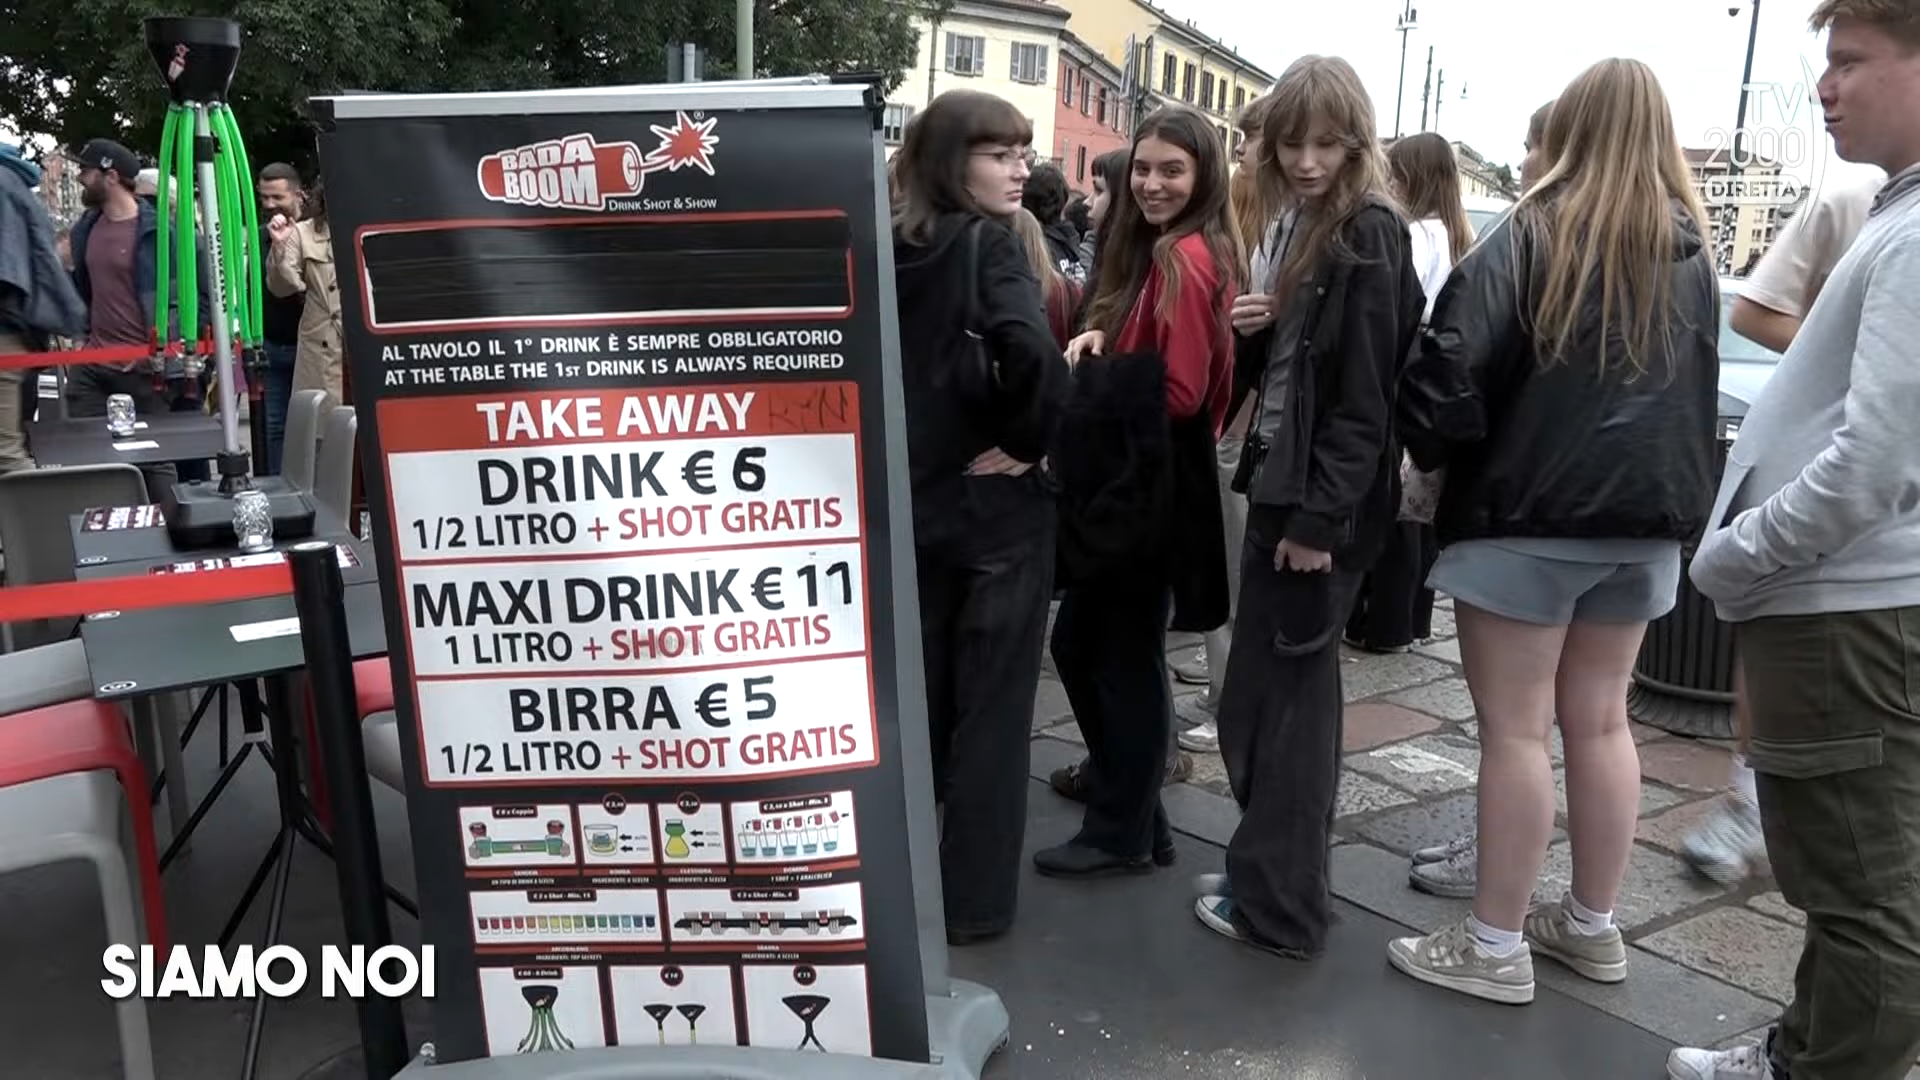 BADA
BOOM
®
DRINK SHOT & SHOW
AL TAVOLO IL 1° DRINK È SEMPRE OBBLIGATORIO
AT THE TABLE THE 1ST DRINK IS ALWAYS REQUIRED
TAKE AWAY
DRINK € 6
1/2 LITRO + SHOT GRATIS
MAXI DRINK € 11
1 LITRO + SHOT GRATIS
BIRRA € 5
1/2 LITRO + SHOT GRATIS
TV
2000
DIRETTA
SIAMO NOI